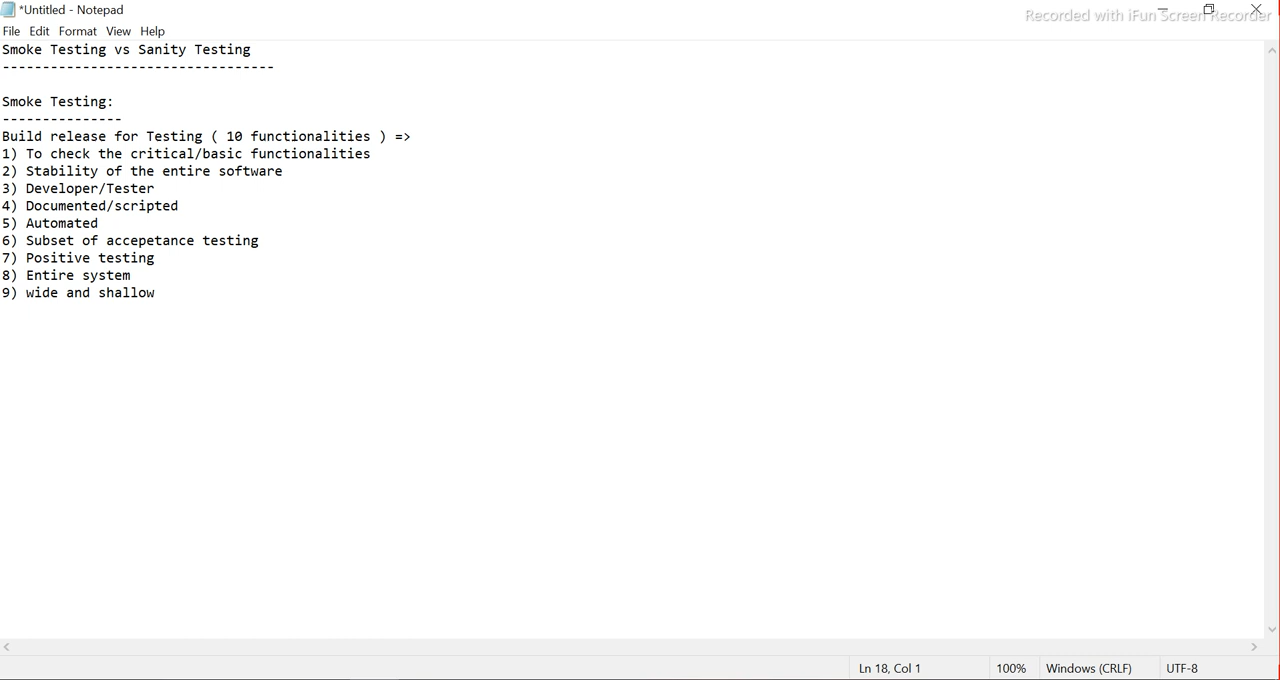 *Untitled - Notepad
Recorded with iFun Screen Recorder
File Edit Format View Help
Smoke Testing vs Sanity Testing
----------------------------------
Smoke Testing:
---------------
Build release for Testing ( 10 functionalities ) =>
1) To check the critical/basic functionalities
2) Stability of the entire software
3) Developer/Tester
4) Documented/scripted
5) Automated
6) Subset of accepetance testing
7) Positive testing
8) Entire system
9) wide and shallow
Ln 18, Col 1 100% Windows (CRLF) UTF-8